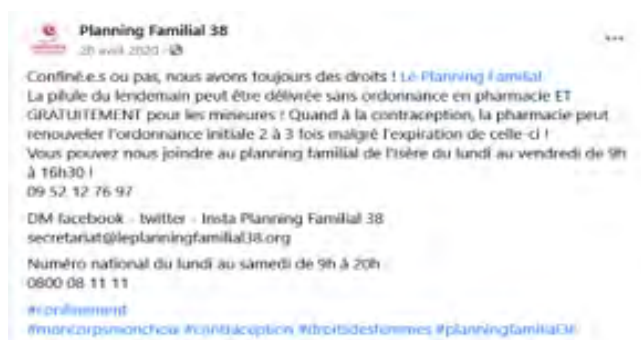 Planning Familial 38
20 avril 2020
Confiné.e.s ou pas, nous avons toujours des droits ! Le Planning Familial
La pilule du lendemain peut être délivrée sans ordonnance en pharmacie ET
GRATUITEMENT pour les mineures ! Quand à la contraception, la pharmacie peut
renouveler l'ordonnance initiale 2 à 3 fois malgré l'expiration de celle-ci !
Vous pouvez nous joindre au planning familial de l'Isère du lundi au vendredi de 9h
à 16h30 !
09 52 12 76 97
DM facebook - twitter - Insta Planning Familial 38
secretariat@leplanningfamilial38.org
Numéro national du lundi au samedi de 9h à 20h
0800 08 11 11
#confinement
#moncorpsmonchoix #contraception #droitsdesfemmes #planningfamilial38